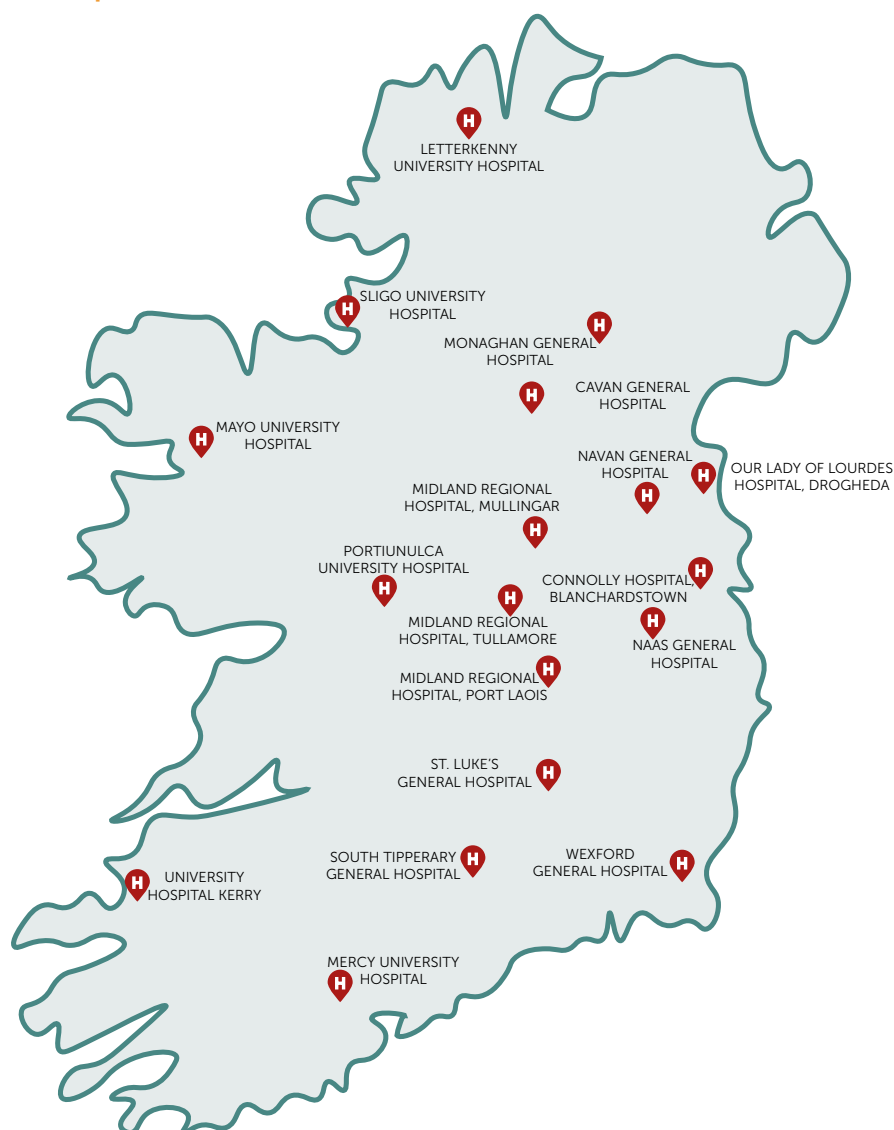 H
LETTERKENNY
UNIVERSITY HOSPITAL
H
SLIGO UNIVERSITY
HOSPITAL
H
MONAGHAN GENERAL
HOSPITAL
H
CAVAN GENERAL
HOSPITAL
H
MAYO UNIVERSITY
HOSPITAL
NAVAN GENERAL
HOSPITAL
H
H
OUR LADY OF LOURDES
HOSPITAL, DROGHEDA
MIDLAND REGIONAL
HOSPITAL, MULLINGAR
H
PORTIUNULCA
UNIVERSITY HOSPITAL
H
CONNOLLY HOSPITAL,
BLANCHARDSTOWN
H
H
MIDLAND REGIONAL
HOSPITAL, TULLAMORE
H
NAAS GENERAL
HOSPITAL
MIDLAND REGIONAL
HOSPITAL, PORT LAOIS
H
ST. LUKE'S
GENERAL HOSPITAL
H
SOUTH TIPPERARY
GENERAL HOSPITAL
H
WEXFORD
GENERAL HOSPITAL
H
H
UNIVERSITY
HOSPITAL KERRY
MERCY UNIVERSITY
HOSPITAL
H